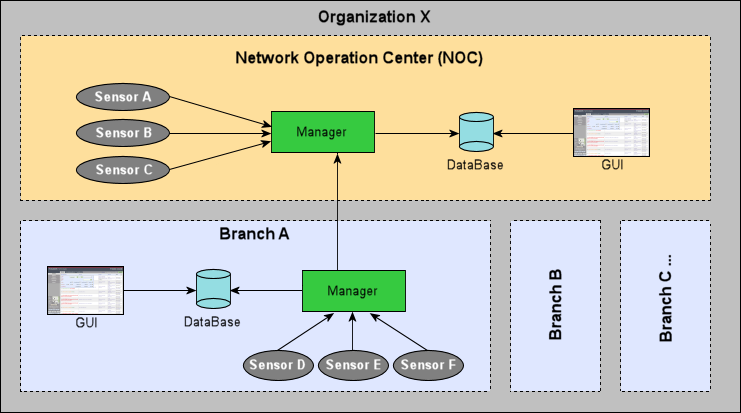 Organization X
Network Operation Center (NOC)
Sensor A
Sensor B
Sensor C
Manager
DataBase
GUI
Branch A
GUI
DataBase
Manager
Sensor D
Sensor E
Sensor F
Branch B
Branch C ...